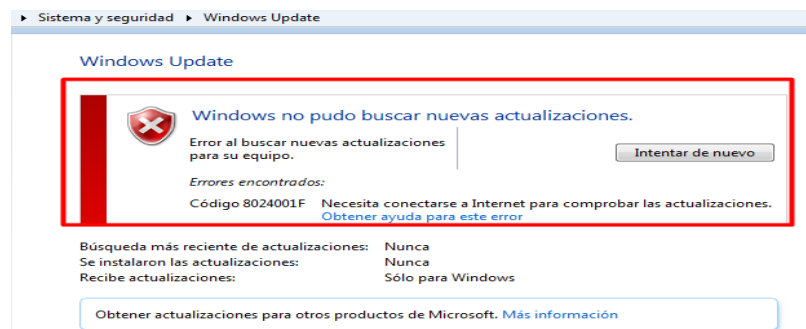 ▸ Sistema y seguridad ▸ Windows Update
Windows Update
Windows no pudo buscar nuevas actualizaciones.
Error al buscar nuevas actualizaciones
para su equipo.
Intentar de nuevo
Errores encontrados:
Código 8024001F Necesita conectarse a Internet para comprobar las actualizaciones.
Obtener ayuda para este error
Búsqueda más reciente de actualizaciones: Nunca
Se instalaron las actualizaciones: Nunca
Recibe actualizaciones: Sólo para Windows
Obtener actualizaciones para otros productos de Microsoft. Más información